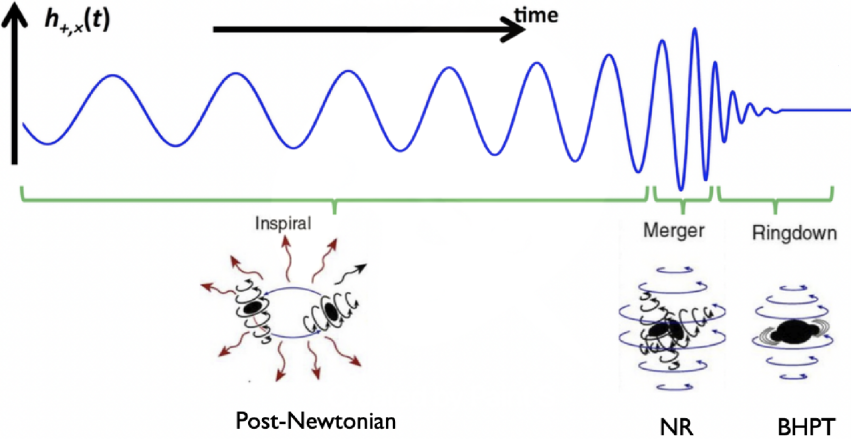 h+,x(t)
time
Inspiral
Merger
Ringdown
Post-Newtonian
NR
BHPT